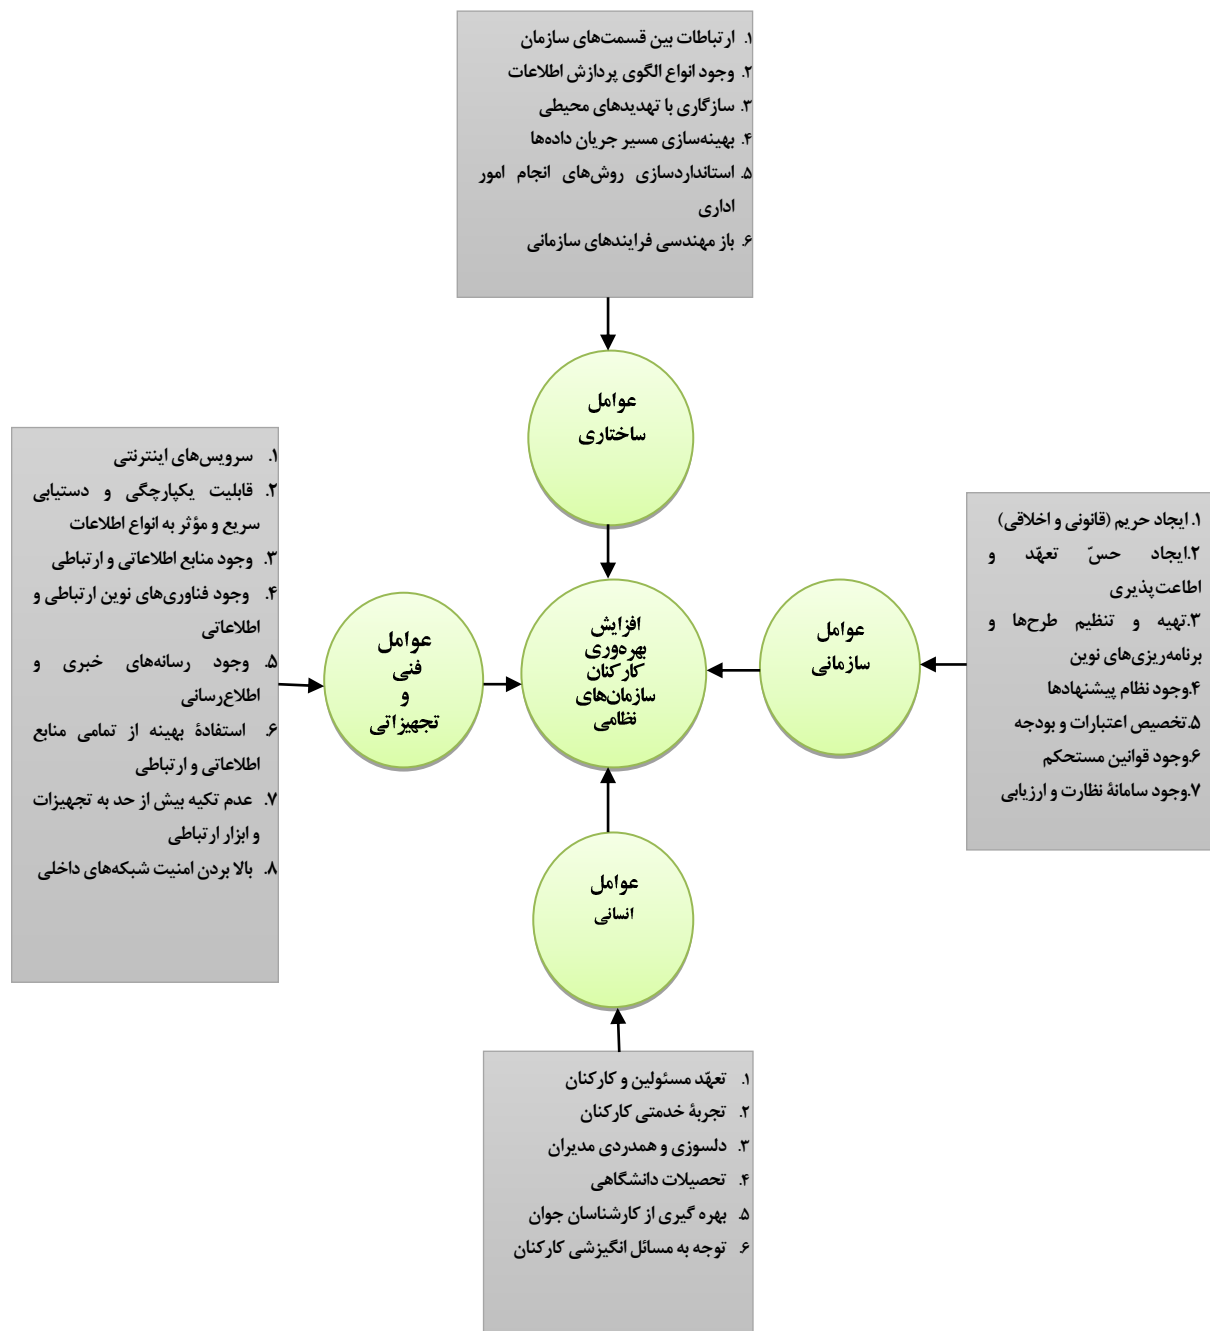 ۱. ارتباطات بین قسمت‌های سازمان
۲. وجود انواع الگوی پردازش اطلاعات
۳. سازگاری با تهدیدهای محیطی
۴. بهینه‌سازی مسیر جریان داده‌ها
۵. استانداردسازی روش‌های انجام امور
اداری
۶. باز مهندسی فرایندهای سازمانی
عوامل
ساختاری
۱. ایجاد حریم (قانونی و اخلاقی)
۲.ایجاد حسّ تعهّد و
اطاعت‌پذیری
۳.تهیه و تنظیم طرح‌ها و
برنامه‌ریزی‌های نوین
۴.وجود نظام پیشنهادها
۵.تخصیص اعتبارات و بودجه
۶.وجود قوانین مستحکم
۷.وجود سامانۀ نظارت و ارزیابی
عوامل
سازمانی
افزایش
بهره‌وری
کارکنان
سازمان‌های
نظامی
عوامل
فنی
و
تجهیزاتی
۱. سرویس‌های اینترنتی
۲. قابلیت یکپارچگی و دستیابی
سریع و مؤثر به انواع اطلاعات
۳. وجود منابع اطلاعاتی و ارتباطی
۴. وجود فناوری‌های نوین ارتباطی و
اطلاعاتی
۵. وجود رسانه‌های خبری و
اطلاع‌رسانی
۶. استفادۀ بهینه از تمامی منابع
اطلاعاتی و ارتباطی
۷. عدم تکیه بیش از حد به تجهیزات
و ابزار ارتباطی
۸. بالا بردن امنیت شبکه‌های داخلی
عوامل
انسانی
۱. تعهّد مسئولین و کارکنان
۲. تجربۀ خدمتی کارکنان
۳. دلسوزی و همدردی مدیران
۴. تحصیلات دانشگاهی
۵. بهره گیری از کارشناسان جوان
۶. توجه به مسائل انگیزشی کارکنان